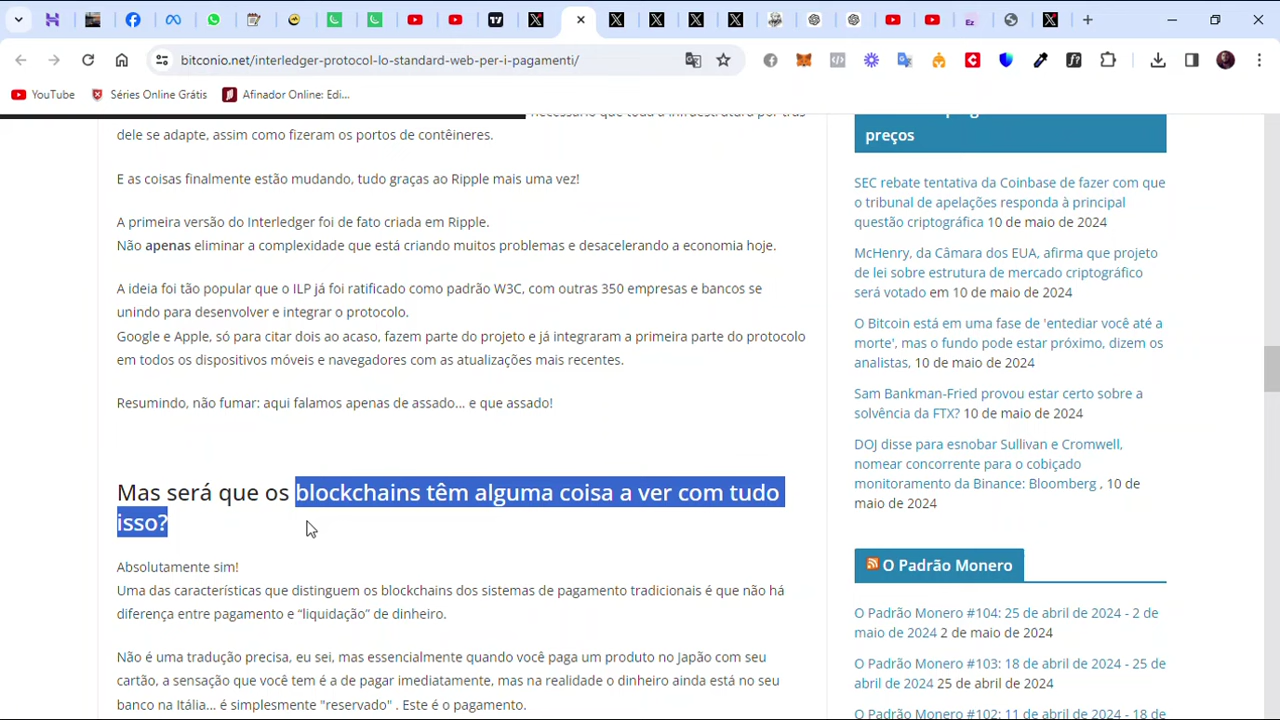 bitconio.net/interledger-protocol-lo-standard-web-per-i-pagamenti/
YouTube
Séries Online Grátis
Afinador Online: Edi...
dele se adapte, assim como fizeram os portos de contêineres.
E as coisas finalmente estão mudando, tudo graças ao Ripple mais uma vez!
A primeira versão do Interledger foi de fato criada em Ripple.
Não apenas eliminar a complexidade que está criando muitos problemas e desacelerando a economia hoje.
A ideia foi tão popular que o ILP já foi ratificado como padrão W3C, com outras 350 empresas e bancos se
unindo para desenvolver e integrar o protocolo.
Google e Apple, só para citar dois ao acaso, fazem parte do projeto e já integraram a primeira parte do protocolo
em todos os dispositivos móveis e navegadores com as atualizações mais recentes.
Resumindo, não fumar: aqui falamos apenas de assado... e que assado!
Mas será que os blockchains têm alguma coisa a ver com tudo
isso?
Absolutamente sim!
Uma das características que distinguem os blockchains dos sistemas de pagamento tradicionais é que não há
diferença entre pagamento e “liquidação” de dinheiro.
Não é uma tradução precisa, eu sei, mas essencialmente quando você paga um produto no Japão com seu
cartão, a sensação que você tem é a de pagar imediatamente, mas na realidade o dinheiro ainda está no seu
banco na Itália... é simplesmente "reservado" . Este é o pagamento.
preços
SEC rebate tentativa da Coinbase de fazer com que
o tribunal de apelações responda à principal
questão criptográfica 10 de maio de 2024
McHenry, da Câmara dos EUA, afirma que projeto
de lei sobre estrutura de mercado criptográfico
será votado em 10 de maio de 2024
O Bitcoin está em uma fase de 'entediar você até a
morte', mas o fundo pode estar próximo, dizem os
analistas, 10 de maio de 2024
Sam Bankman-Fried provou estar certo sobre a
solvência da FTX? 10 de maio de 2024
DOJ disse para esnobar Sullivan e Cromwell,
nomear concorrente para o cobiçado
monitoramento da Binance: Bloomberg , 10 de
maio de 2024
O Padrão Monero
O Padrão Monero #104: 25 de abril de 2024 - 2 de
maio de 2024 2 de maio de 2024
O Padrão Monero #103: 18 de abril de 2024 - 25 de
abril de 2024 25 de abril de 2024
O Padrão Monero #102: 11 de abril de 2024 - 18 de